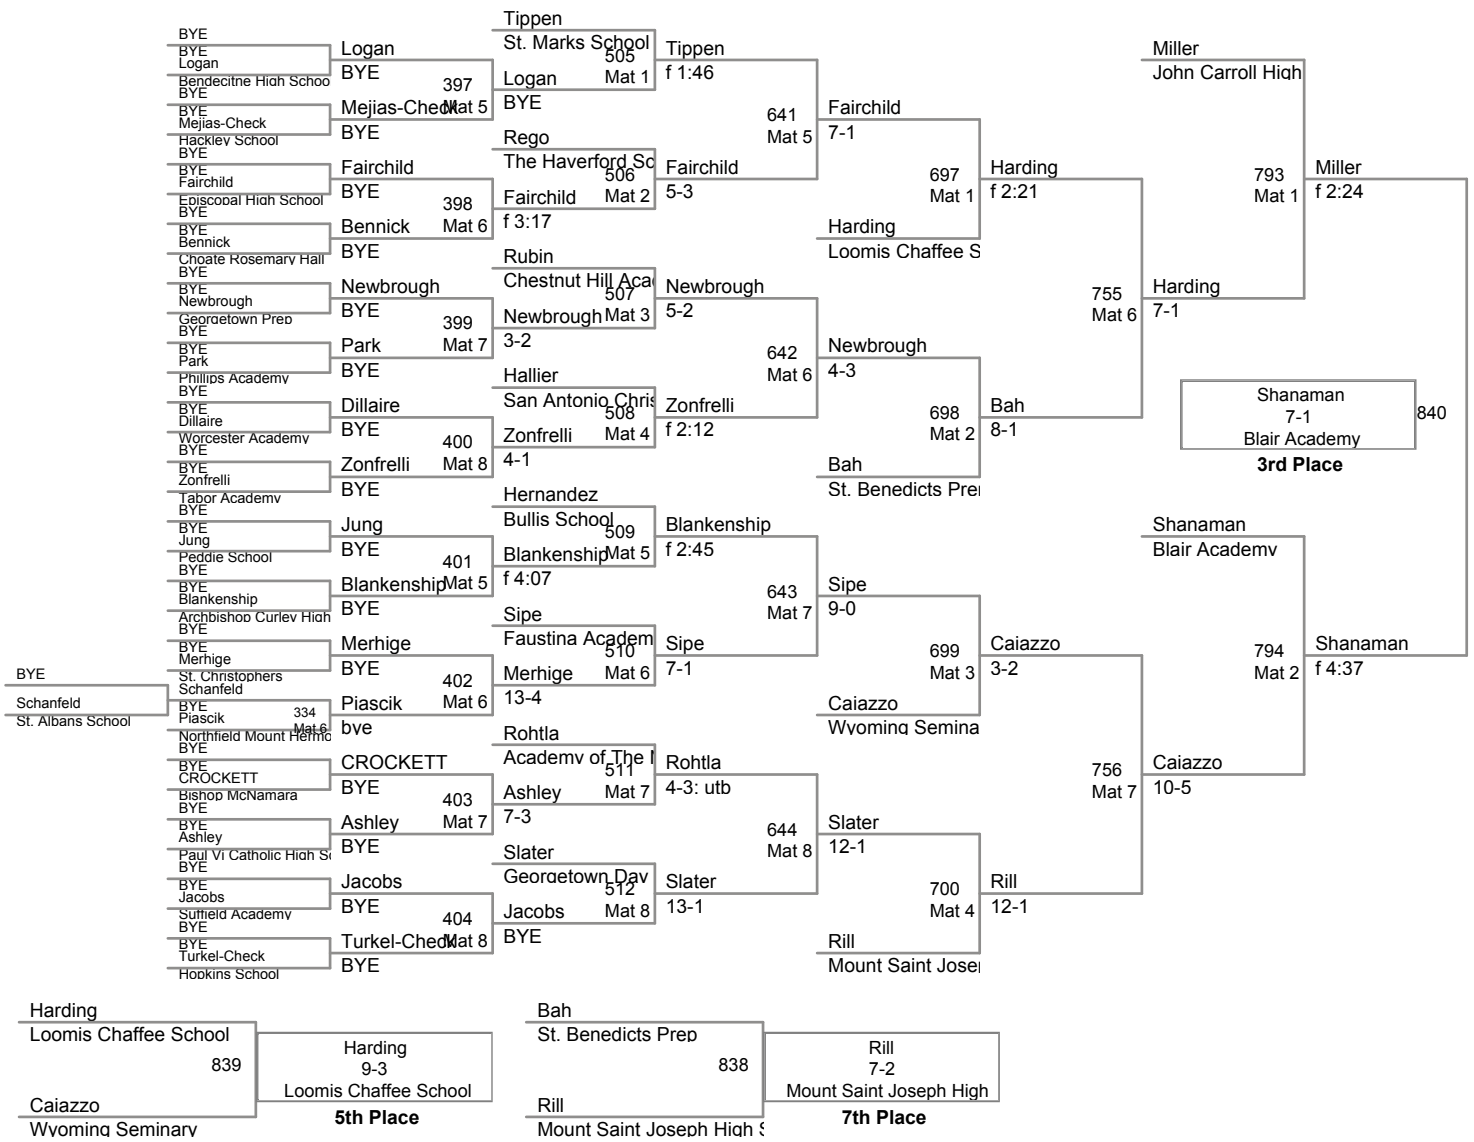 BYE
Schanfeld
St. Albans School
BYE
BYE
Logan
Bendecitne High Schoo
BYE
BYE
Mejias-Check
Hackley School
BYE
BYE
Fairchild
Episcopal High School
BYE
BYE
Bennick
Choate Rosemary Hall
BYE
BYE
Newbrough
Georgetown Prep
BYE
BYE
Park
Phillips Academy
BYE
BYE
Dillaire
Worcester Academy
BYE
BYE
Zonfrelli
Tabor Academy
BYE
BYE
Jung
Peddie School
BYE
BYE
Blankenship
Archbishop Curley High
BYE
BYE
Merhige
St. Christophers
Schanfeld
BYE
Piascik
334
Mat 6
Northfield Mount Hermo
BYE
BYE
CROCKETT
Bishop McNamara
BYE
BYE
Ashley
Paul Vi Catholic High Sc
BYE
BYE
Jacobs
Suffield Academy
BYE
BYE
Turkel-Check
Hopkins School
Logan
BYE
397
Mat 5
Mejias-Check
BYE
Fairchild
BYE
398
Mat 6
Bennick
BYE
Newbrough
BYE
399
Mat 7
Park
BYE
Dillaire
BYE
400
Mat 8
Zonfrelli
BYE
Jung
BYE
401
Mat 5
Blankenship
BYE
Merhige
BYE
402
Mat 6
Piascik
bye
CROCKETT
BYE
403
Mat 7
Ashley
BYE
Jacobs
BYE
404
Mat 8
Turkel-Check
BYE
Tippen
St. Marks School
505
Mat 1
Logan
BYE
Rego
The Haverford Sc
506
Mat 2
Fairchild
f 3:17
Rubin
Chestnut Hill Aca
507
Mat 3
Newbrough
3-2
Hallier
San Antonio Chris
508
Mat 4
Zonfrelli
4-1
Hernandez
Bullis School
509
Mat 5
Blankenship
f 4:07
Sipe
Faustina Academ
510
Mat 6
Merhige
13-4
Rohtla
Academy of The
511
Mat 7
Ashley
7-3
Slater
Georgetown Day
512
Mat 8
Jacobs
BYE
Tippen
f 1:46
641
Mat 5
Fairchild
5-3
Newbrough
5-2
642
Mat 6
Zonfrelli
f 2:12
Blankenship
f 2:45
643
Mat 7
Sipe
7-1
Rohtla
4-3: utb
644
Mat 8
Slater
13-1
Fairchild
7-1
697
Mat 1
Harding
Loomis Chaffee S
Newbrough
4-3
698
Mat 2
Bah
St. Benedicts Prep
Sipe
9-0
699
Mat 3
Caiazzo
Wyoming Semina
Slater
12-1
700
Mat 4
Rill
Mount Saint Josep
Harding
f 2:21
755
Mat 6
Bah
8-1
Caiazzo
3-2
756
Mat 7
Rill
12-1
Miller
John Carroll High
793
Mat 1
Harding
7-1
Shanaman
Blair Academy
794
Mat 2
Caiazzo
10-5
Miller
f 2:24
Shanaman
7-1
Blair Academy
840
3rd Place
Shanaman
f 4:37
Harding
Loomis Chaffee School
839
Caiazzo
Wyoming Seminary
Harding
9-3
Loomis Chaffee School
5th Place
Bah
St. Benedicts Prep
838
Rill
Mount Saint Joseph High S
Rill
7-2
Mount Saint Joseph High
7th Place